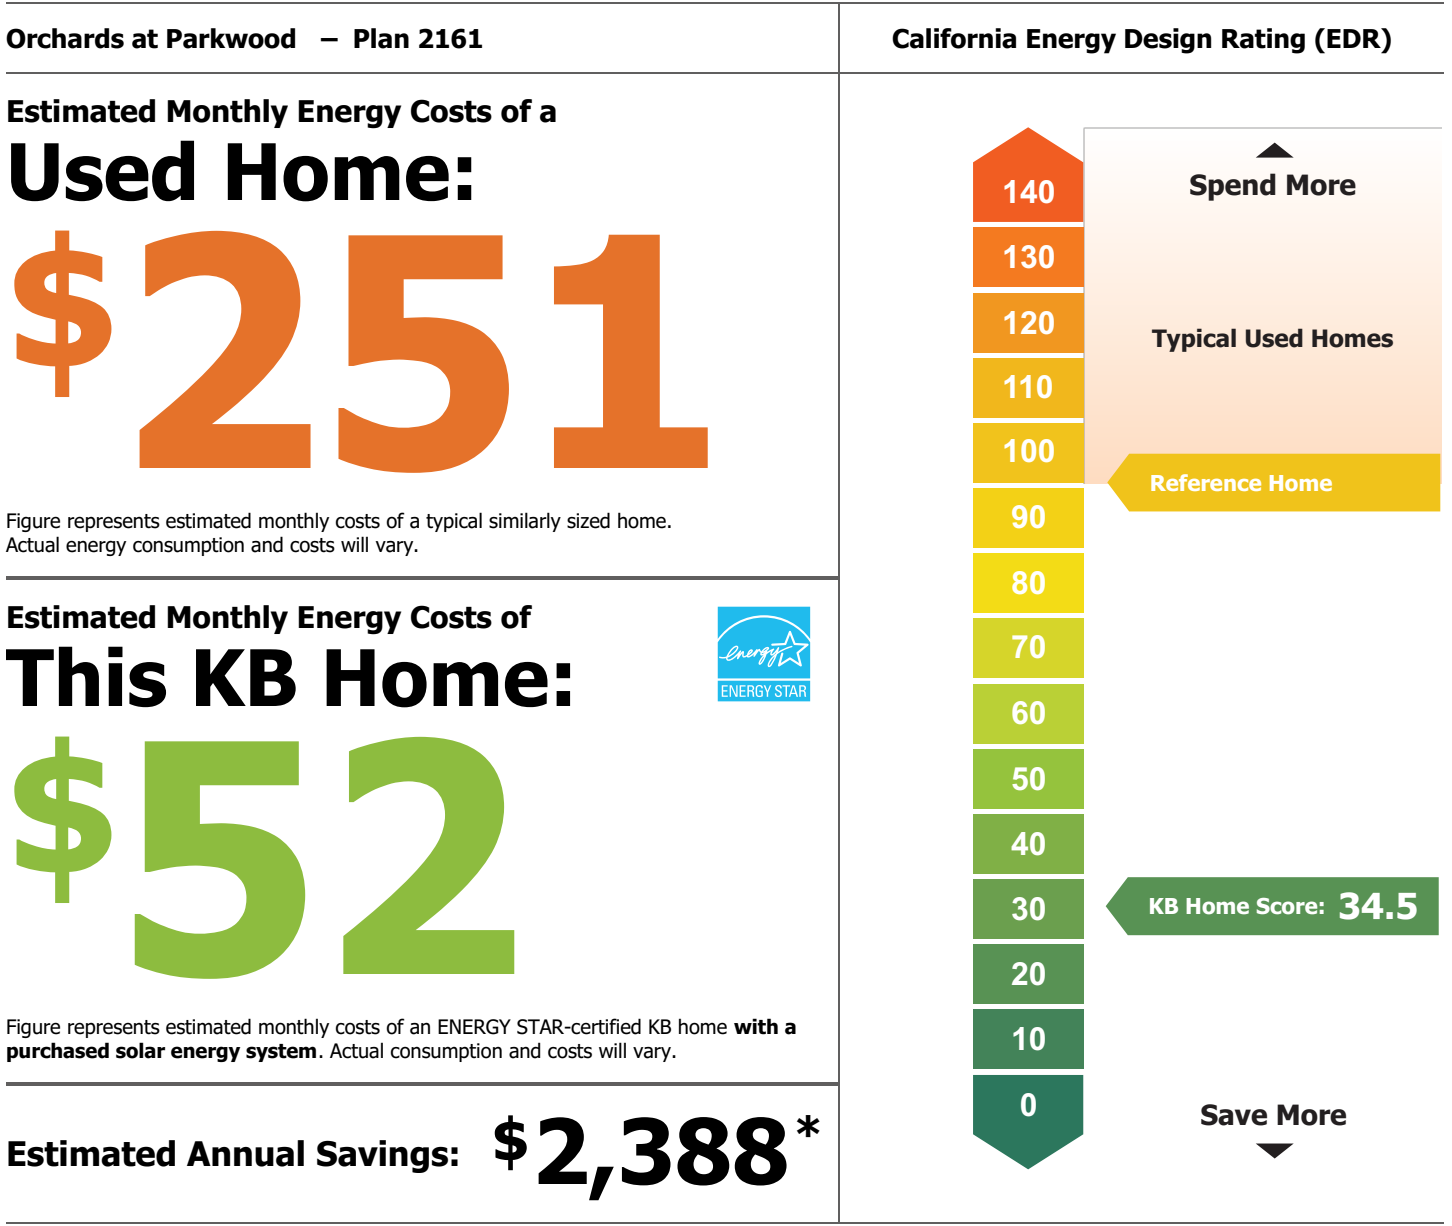 Orchards at Parkwood – Plan 2161
Estimated Monthly Energy Costs of a
Used Home:
$251
Figure represents estimated monthly costs of a typical similarly sized home.
Actual energy consumption and costs will vary.
Estimated Monthly Energy Costs of
This KB Home:
energy
ENERGY STAR
$52
Figure represents estimated monthly costs of an ENERGY STAR-certified KB home with a
purchased solar energy system. Actual consumption and costs will vary.
Estimated Annual Savings: $2,388*
California Energy Design Rating (EDR)
140
Spend More
130
120
Typical Used Homes
110
100
Reference Home
90
80
70
60
50
40
30
KB Home Score: 34.5
20
10
0
Save More